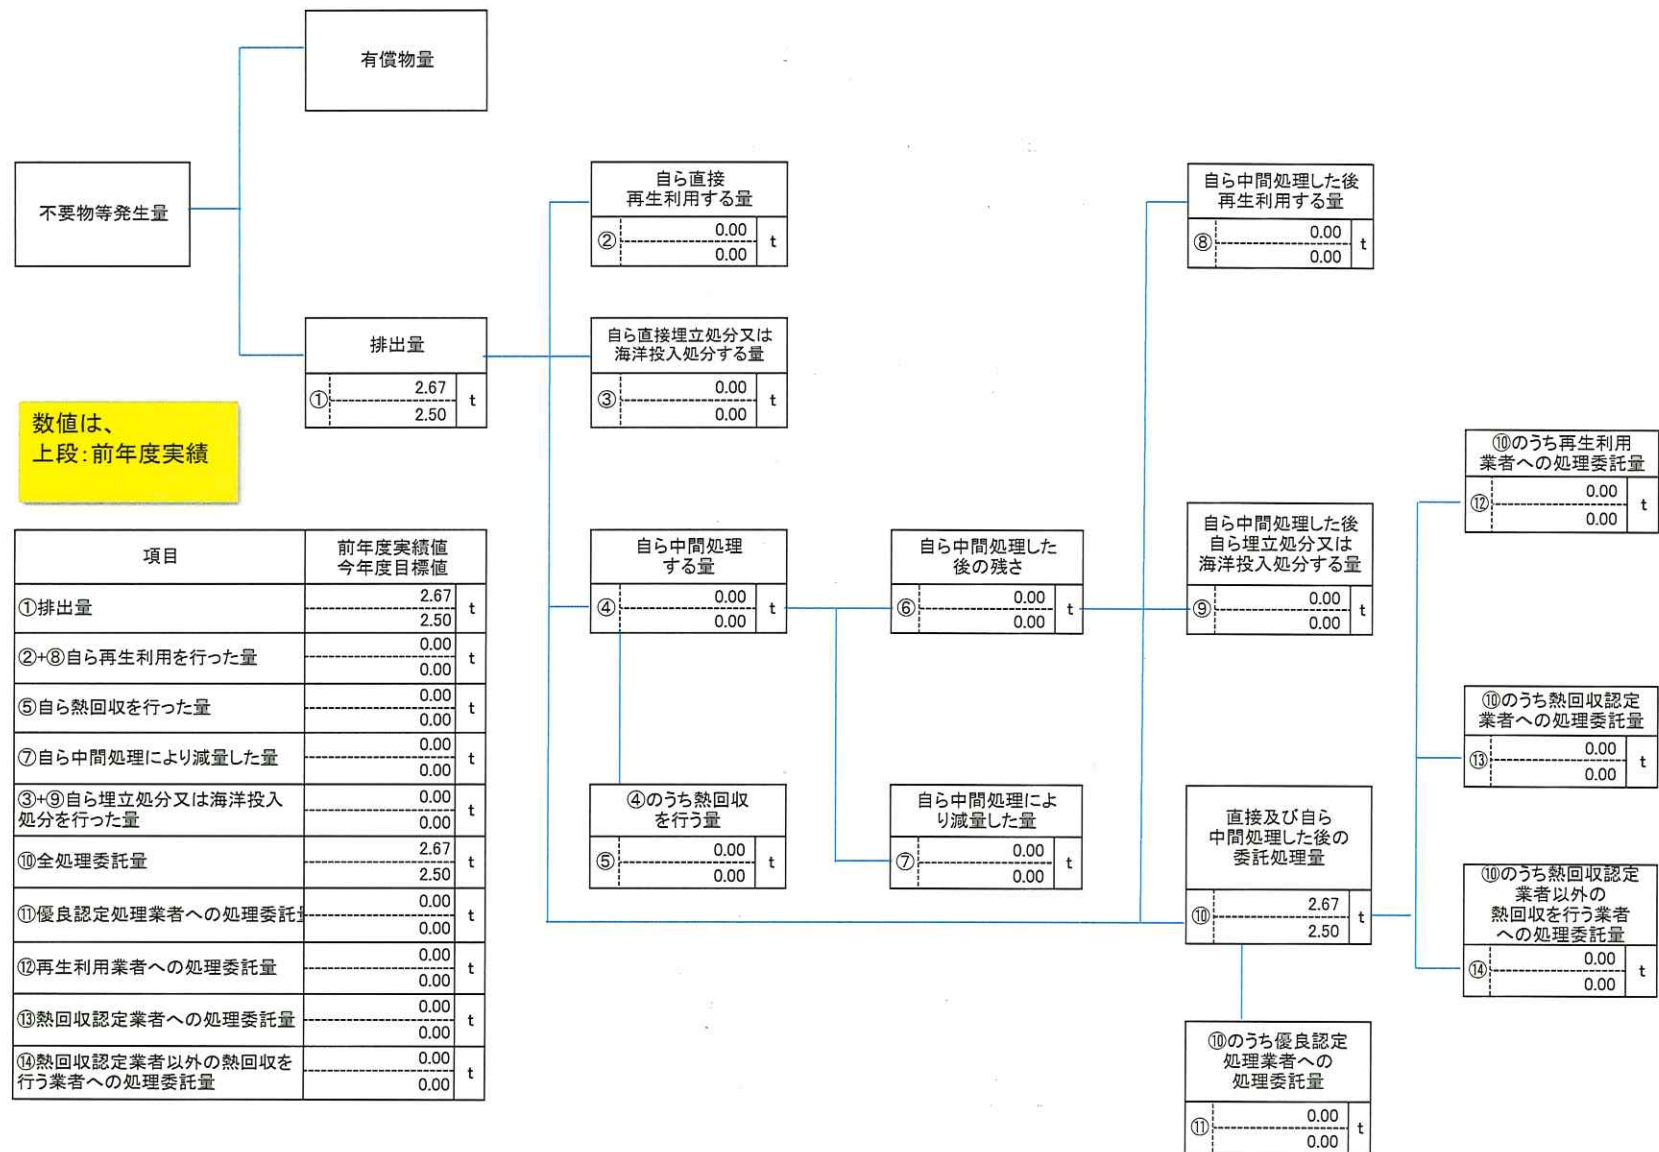 有償物量
不要物等発生量
自ら直接
再生利用する量
② 0.00 t
0.00
自ら中間処理した後
再生利用する量
⑧ 0.00 t
0.00
排出量
① 2.67 t
2.50
自ら直接埋立処分又は
海洋投入処分する量
③ 0.00 t
0.00
数値は、
上段:前年度実績
⑩のうち再生利用
業者への処理委託量
⑫ 0.00 t
0.00
自ら中間処理
する量
④ 0.00 t
0.00
自ら中間処理した
後の残さ
⑥ 0.00 t
0.00
自ら中間処理した後
自ら埋立処分又は
海洋投入処分する量
⑨ 0.00 t
0.00
⑩のうち熱回収認定
業者への処理委託量
⑬ 0.00 t
0.00
④のうち熱回収
を行う量
⑤ 0.00 t
0.00
自ら中間処理によ
り減量した量
⑦ 0.00 t
0.00
直接及び自ら
中間処理した後の
委託処理量
⑩ 2.67 t
2.50
⑩のうち熱回収認定
業者以外の
熱回収を行う業者
への処理委託量
⑭ 0.00 t
0.00
⑩のうち優良認定
処理業者への
処理委託量
⑪ 0.00 t
0.00
項目 前年度実績値
今年度目標値
①排出量 2.67 t
2.50
②+⑧自ら再生利用を行った量 0.00 t
0.00
⑤自ら熱回収を行った量 0.00 t
0.00
⑦自ら中間処理により減量した量 0.00 t
0.00
③+⑨自ら埋立処分又は海洋投入
処分を行った量 0.00 t
0.00
⑩全処理委託量 2.67 t
2.50
⑪優良認定処理業者への処理委託 0.00 t
0.00
⑫再生利用業者への処理委託量 0.00 t
0.00
⑬熱回収認定業者への処理委託量 0.00 t
0.00
⑭熱回収認定業者以外の熱回収を
行う業者への処理委託量 0.00 t
0.00